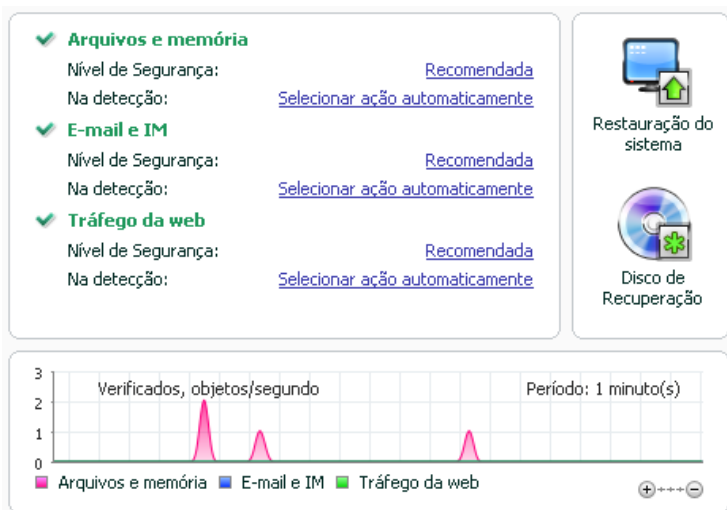 Arquivos e memória
Nível de Segurança: Recomendada
Na detecção: Selecionar ação automaticamente
E-mail e IM
Nível de Segurança: Recomendada
Na detecção: Selecionar ação automaticamente
Tráfego da web
Nível de Segurança: Recomendada
Na detecção: Selecionar ação automaticamente
Restauração do
sistema
Disco de
Recuperação
3
Verificados, objetos/segundo Período: 1 minuto(s)
2
1
0
Arquivos e memória E-mail e IM Tráfego da web